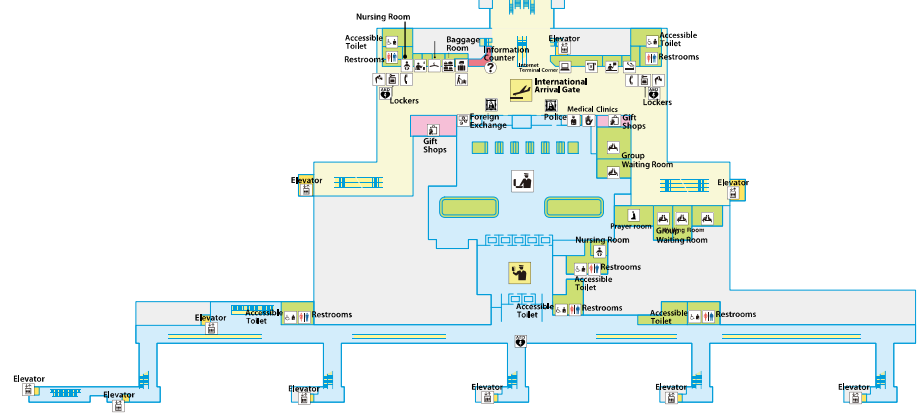 Nursing Room
Accessible
Toilet
Restrooms
Baggage
Room
Information
Counter
?
Elevator
Internet
Terminal Corner
Accessible
Toilet
Restrooms
International
Arrival Gate
Lockers
Lockers
Foreign
Exchange
Police
Medical Clinics
Gift
Shops
Gift
Shops
Group
Waiting Room
Elevator
Elevator
Prayer room
Group
Waiting Room
Waiting Room
Nursing Room
Restrooms
Accessible
Toilet
Accessible
Toilet
Restrooms
Elevator
Accessible
Toilet
Restrooms
Accessible
Toilet
Restrooms
Elevator
Elevator
Elevator
Elevator
Elevator
Elevator